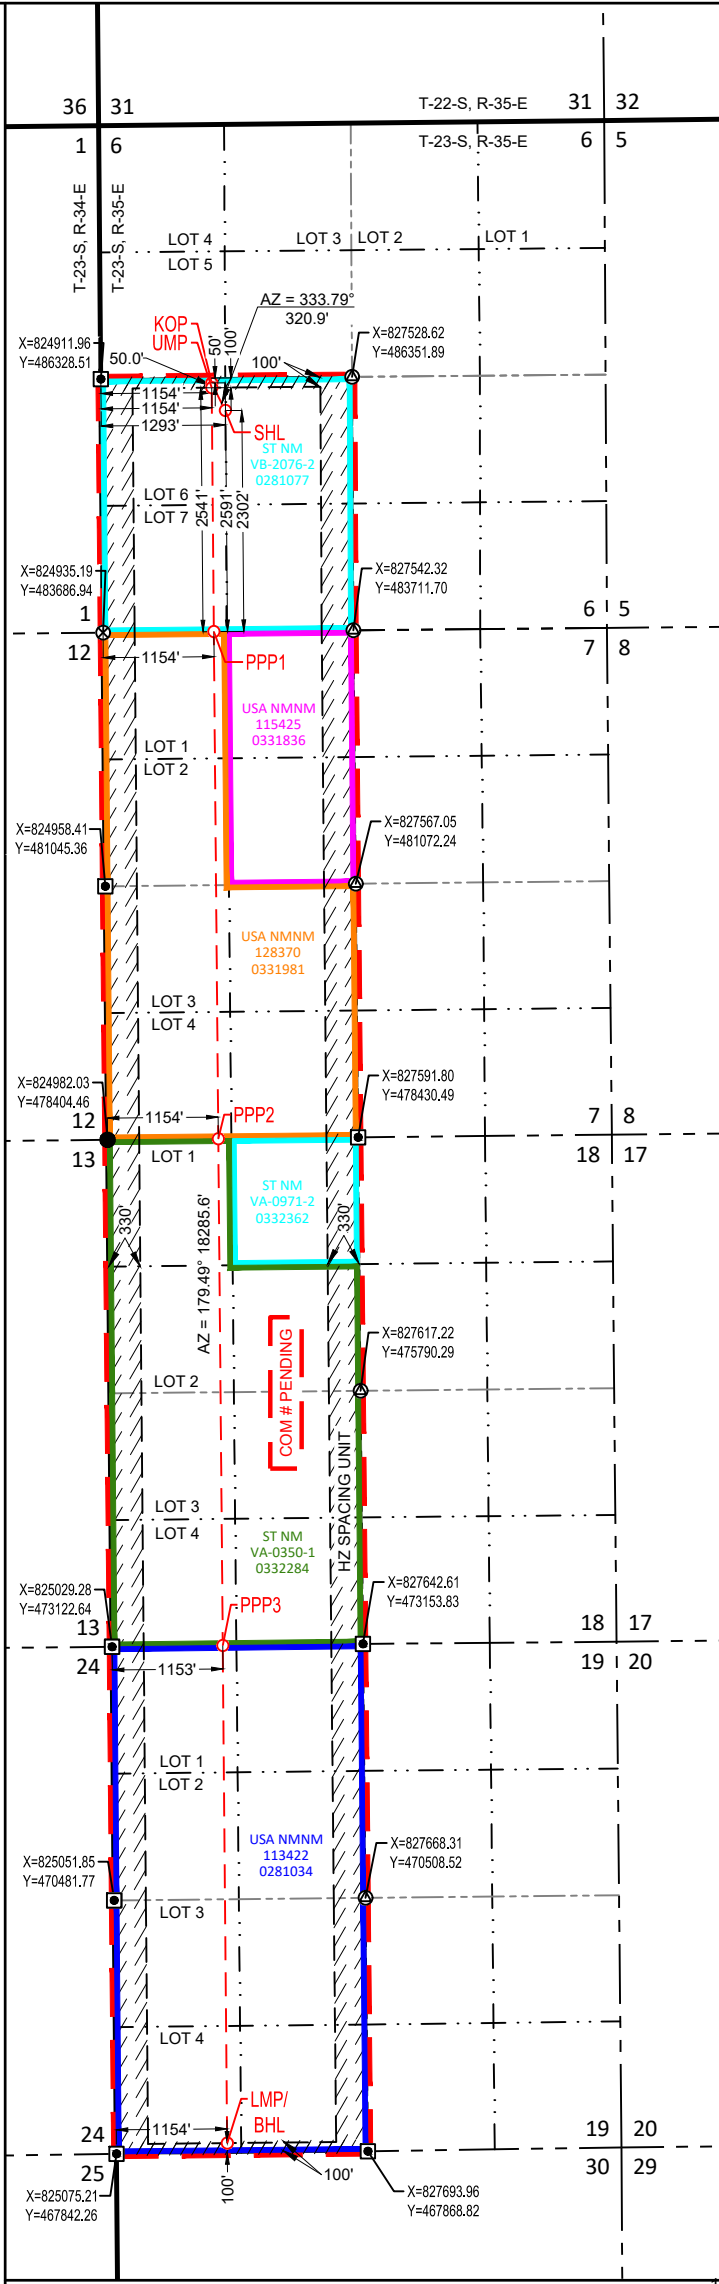 36 31
T-22-S, R-35-E
31 32
1 6
T-23-S, R-35-E
6 5
T-23-S, R-34-E
T-23-S, R-35-E
LOT 4
LOT 3
LOT 2
LOT 1
LOT 5
AZ = 333.79°
320.9'
KOP
UMP
50'
100'
X=824911.96
Y=486328.51
X=827528.62
Y=486351.89
50.0'
100'
1154'
1154'
1293'
SHL
ST NM
VB-2076-2
0281077
LOT 6
LOT 7
2541'
2591'
2302'
X=824935.19
Y=483686.94
X=827542.32
Y=483711.70
1
12
6 5
7 8
1154'
PPP1
USA NMNM
115425
0331836
LOT 1
LOT 2
X=824958.41
Y=481045.36
X=827567.05
Y=481072.24
USA NMNM
128370
0331981
LOT 3
LOT 4
X=824982.03
Y=478404.46
X=827591.80
Y=478430.49
12
13
1154'
PPP2
7 8
18 17
LOT 1
ST NM
VA-0971-2
0332362
330'
330'
AZ = 179.49° 18285.6'
COM # PENDING
X=827617.22
Y=475790.29
LOT 2
HZ SPACING UNIT
LOT 3
LOT 4
ST NM
VA-0350-1
0332284
X=825029.28
Y=473122.64
X=827642.61
Y=473153.83
PPP3
13
24
18 17
19 20
1153'
LOT 1
LOT 2
USA NMNM
113422
0281034
X=825051.85
Y=470481.77
X=827668.31
Y=470508.52
LOT 3
LOT 4
LMP/
BHL
24
25
1154'
19 20
30 29
100'
100'
X=825075.21
Y=467842.26
X=827693.96
Y=467868.82